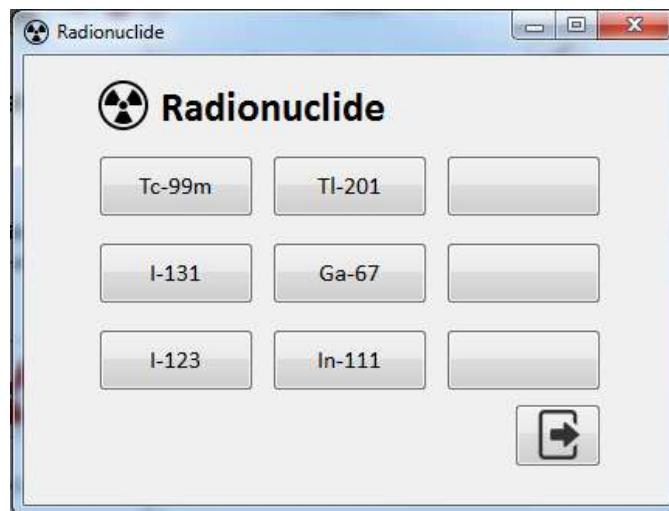 Radionuclide
Radionuclide
Tc-99m Tl-201
I-131 Ga-67
I-123 In-111